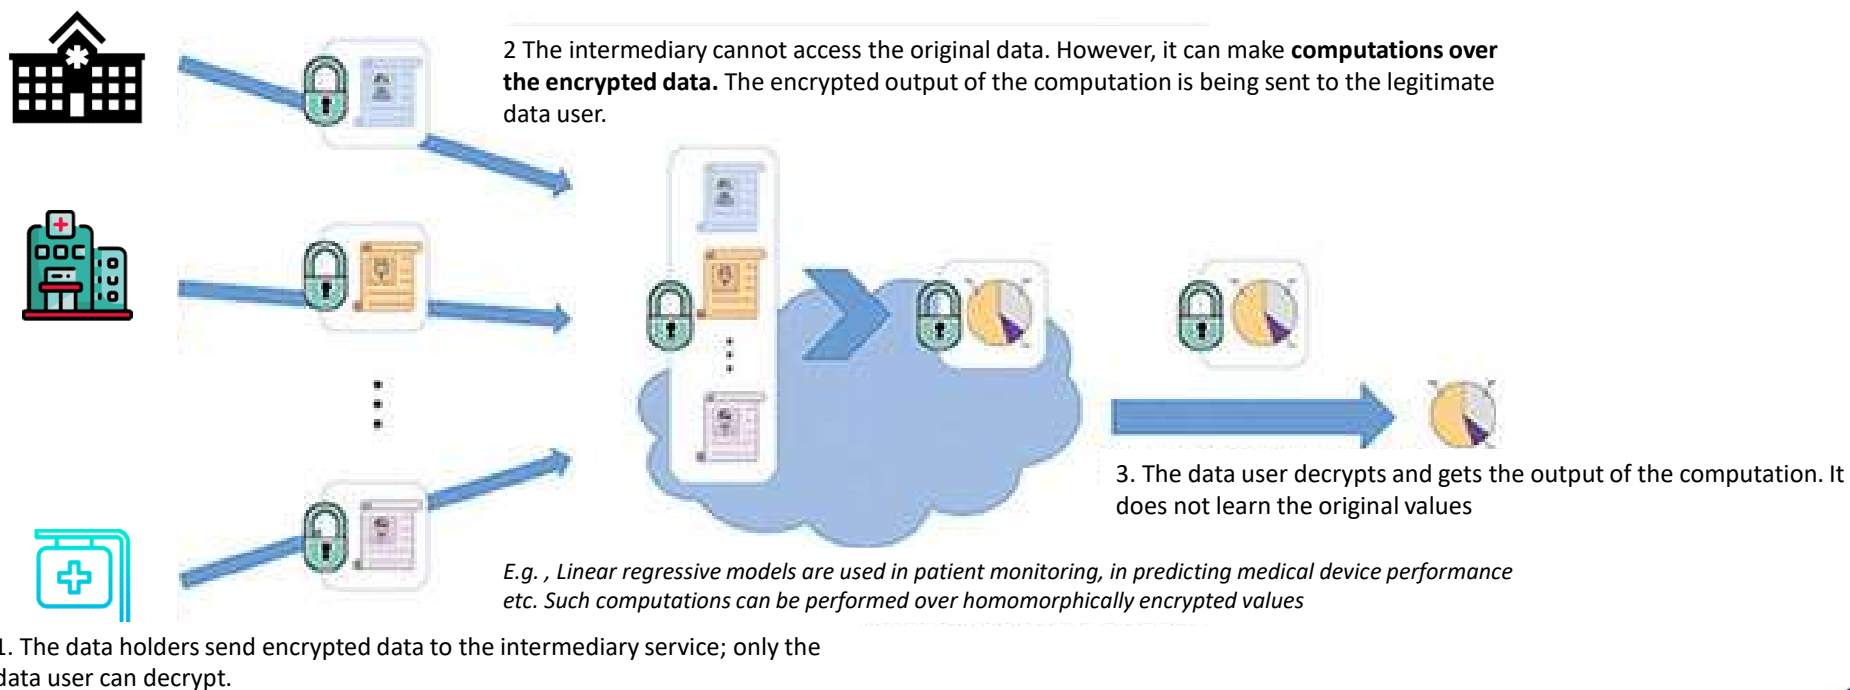 2 The intermediary cannot access the original data. However, it can make computations over
the encrypted data. The encrypted output of the computation is being sent to the legitimate
data user.
3. The data user decrypts and gets the output of the computation. It
does not learn the original values
E.g. , Linear regressive models are used in patient monitoring, in predicting medical device performance
etc. Such computations can be performed over homomorphically encrypted values
1. The data holders send encrypted data to the intermediary service; only the
data user can decrypt.